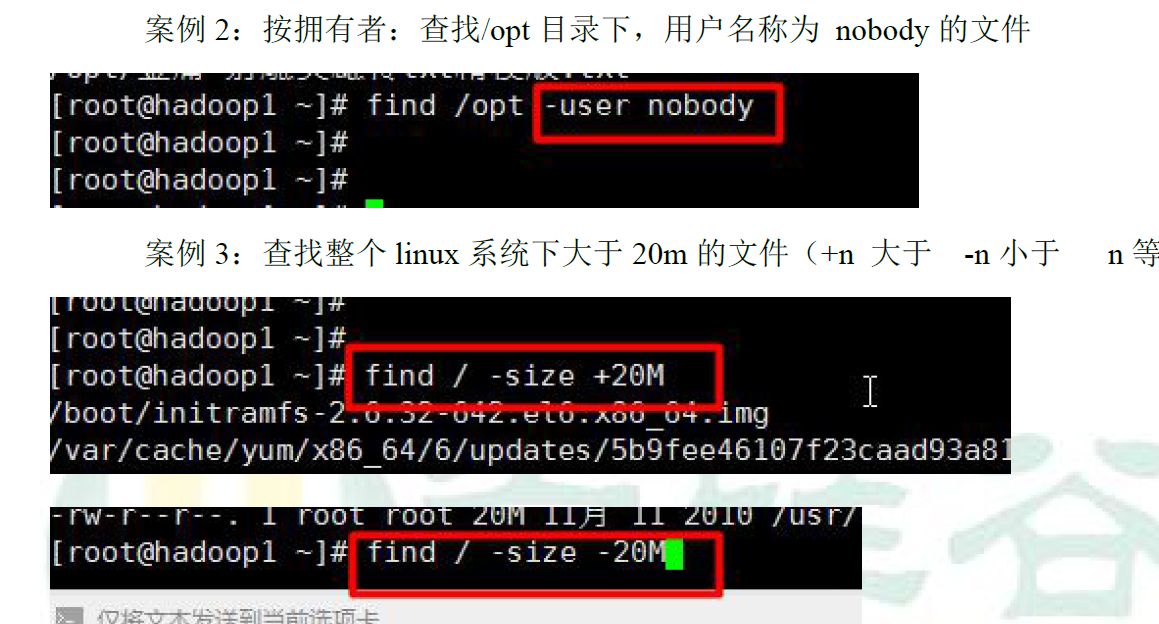 案例 2：按拥有者：查找/opt 目录下，用户名称为 nobody 的文件
[root@hadoop1 ~]# find /opt -user nobody
[root@hadoop1 ~]#
[root@hadoop1 ~]#
案例 3：查找整个 linux 系统下大于 20m 的文件（+n 大于 -n 小于 n 等
[root@hadoop1 ~]#
[root@hadoop1 ~]#
[root@hadoop1 ~]# find / -size +20M
/boot/initramfs-2.6.32-642.el6.x86_64.img
/var/cache/yum/x86_64/6/updates/5b9fee46107f23caad93a81
-rw-r--r--. 1 root root 20M 11月 11 2010 /usr/
[root@hadoop1 ~]# find / -size -20M
仅将文本发送到当前选项卡